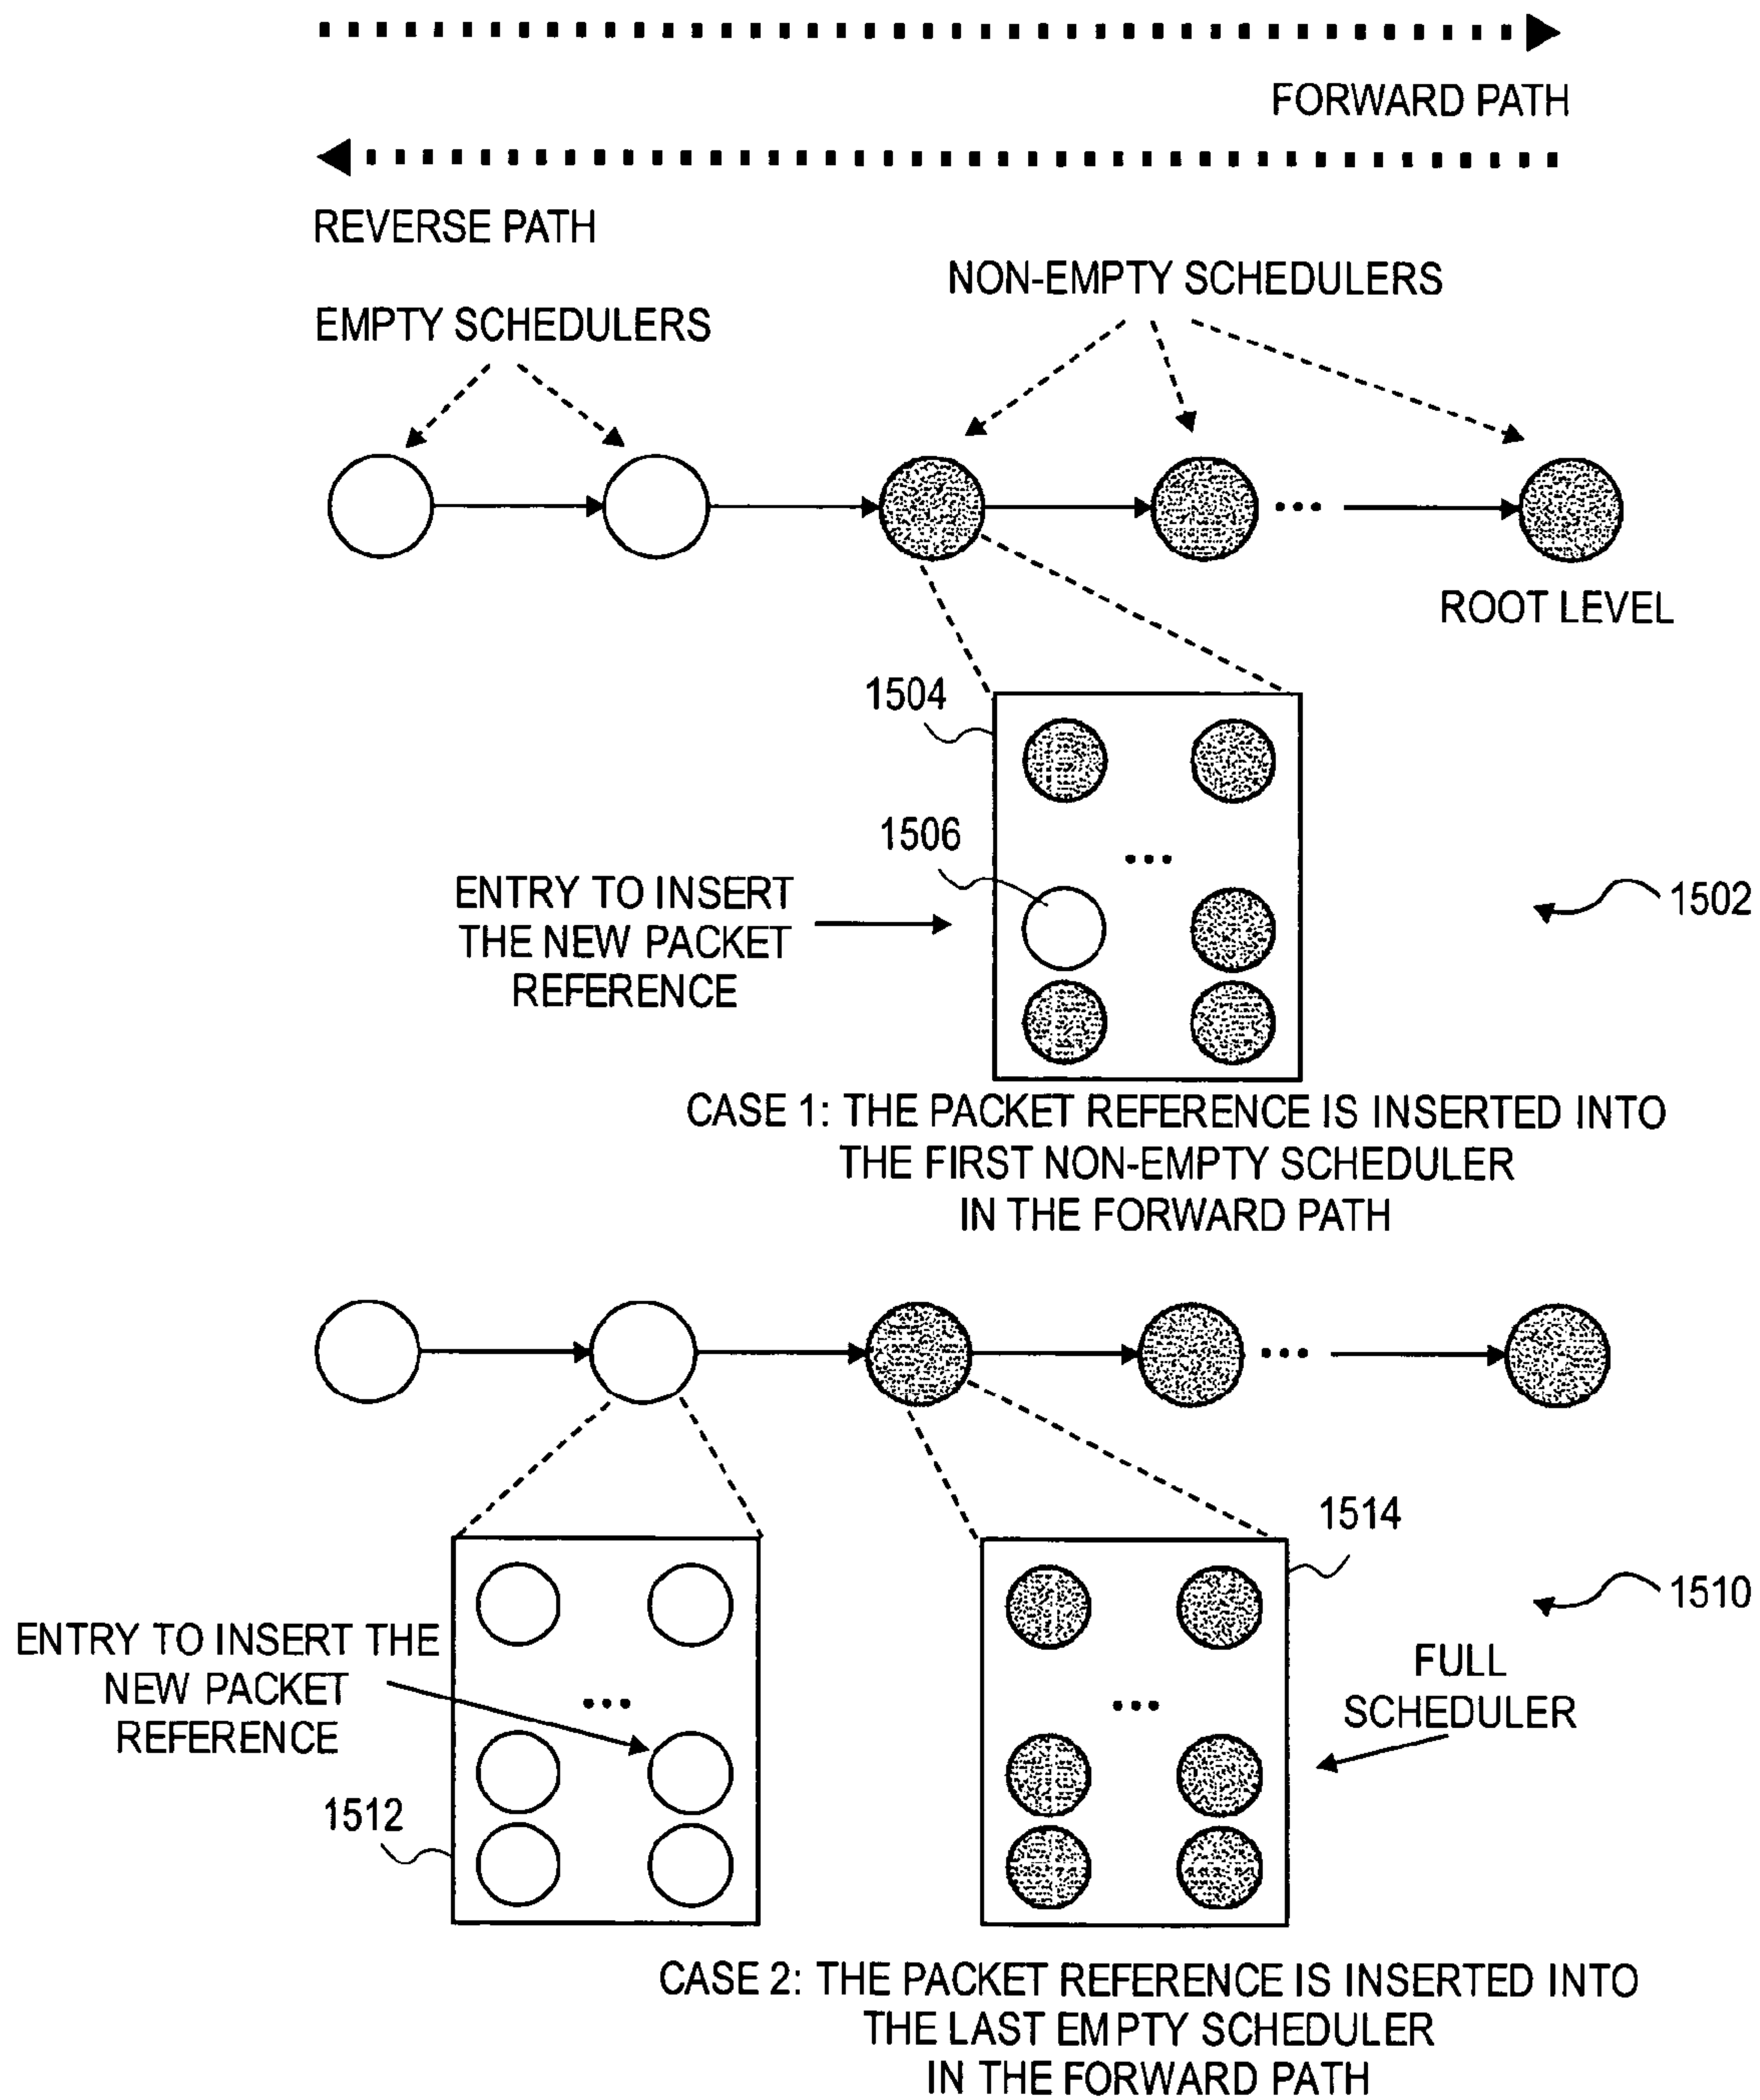 FORWARD PATH
REVERSE PATH
NON-EMPTY SCHEDULERS
EMPTY SCHEDULERS
...
ROOT LEVEL
1504
1506
...
ENTRY TO INSERT
THE NEW PACKET
REFERENCE
1502
CASE 1: THE PACKET REFERENCE IS INSERTED INTO
THE FIRST NON-EMPTY SCHEDULER
IN THE FORWARD PATH
...
1514
1510
ENTRY TO INSERT THE
NEW PACKET
REFERENCE
...
...
FULL
SCHEDULER
1512
CASE 2: THE PACKET REFERENCE IS INSERTED INTO
THE LAST EMPTY SCHEDULER
IN THE FORWARD PATH